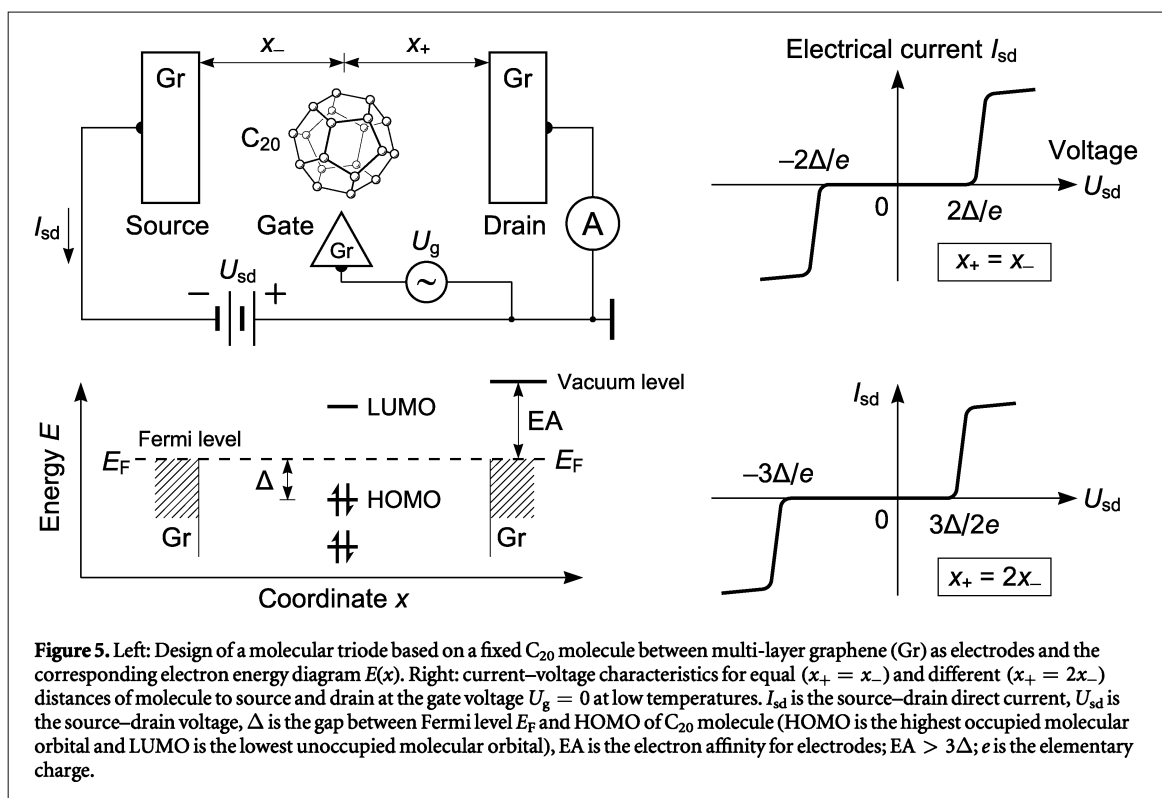 x₋
x₊
Gr
Gr
C₂₀
Source
Gate
Drain
Gr
I_sd
U_g
~
A
U_sd
− +
Electrical current I_sd
−2Δ/e
Voltage
U_sd
0
2Δ/e
x₊ = x₋
Energy E
Vacuum level
LUMO
EA
Fermi level
E_F
E_F
Δ
HOMO
Gr
Gr
Coordinate x
I_sd
−3Δ/e
U_sd
0
3Δ/2e
x₊ = 2x₋
Figure 5. Left: Design of a molecular triode based on a fixed C₂₀ molecule between multi-layer graphene (Gr) as electrodes and the
corresponding electron energy diagram E(x). Right: current–voltage characteristics for equal (x₊ = x₋) and different (x₊ = 2x₋)
distances of molecule to source and drain at the gate voltage U_g = 0 at low temperatures. I_sd is the source–drain direct current, U_sd is
the source–drain voltage, Δ is the gap between Fermi level E_F and HOMO of C₂₀ molecule (HOMO is the highest occupied molecular
orbital and LUMO is the lowest unoccupied molecular orbital), EA is the electron affinity for electrodes; EA > 3Δ; e is the elementary
charge.